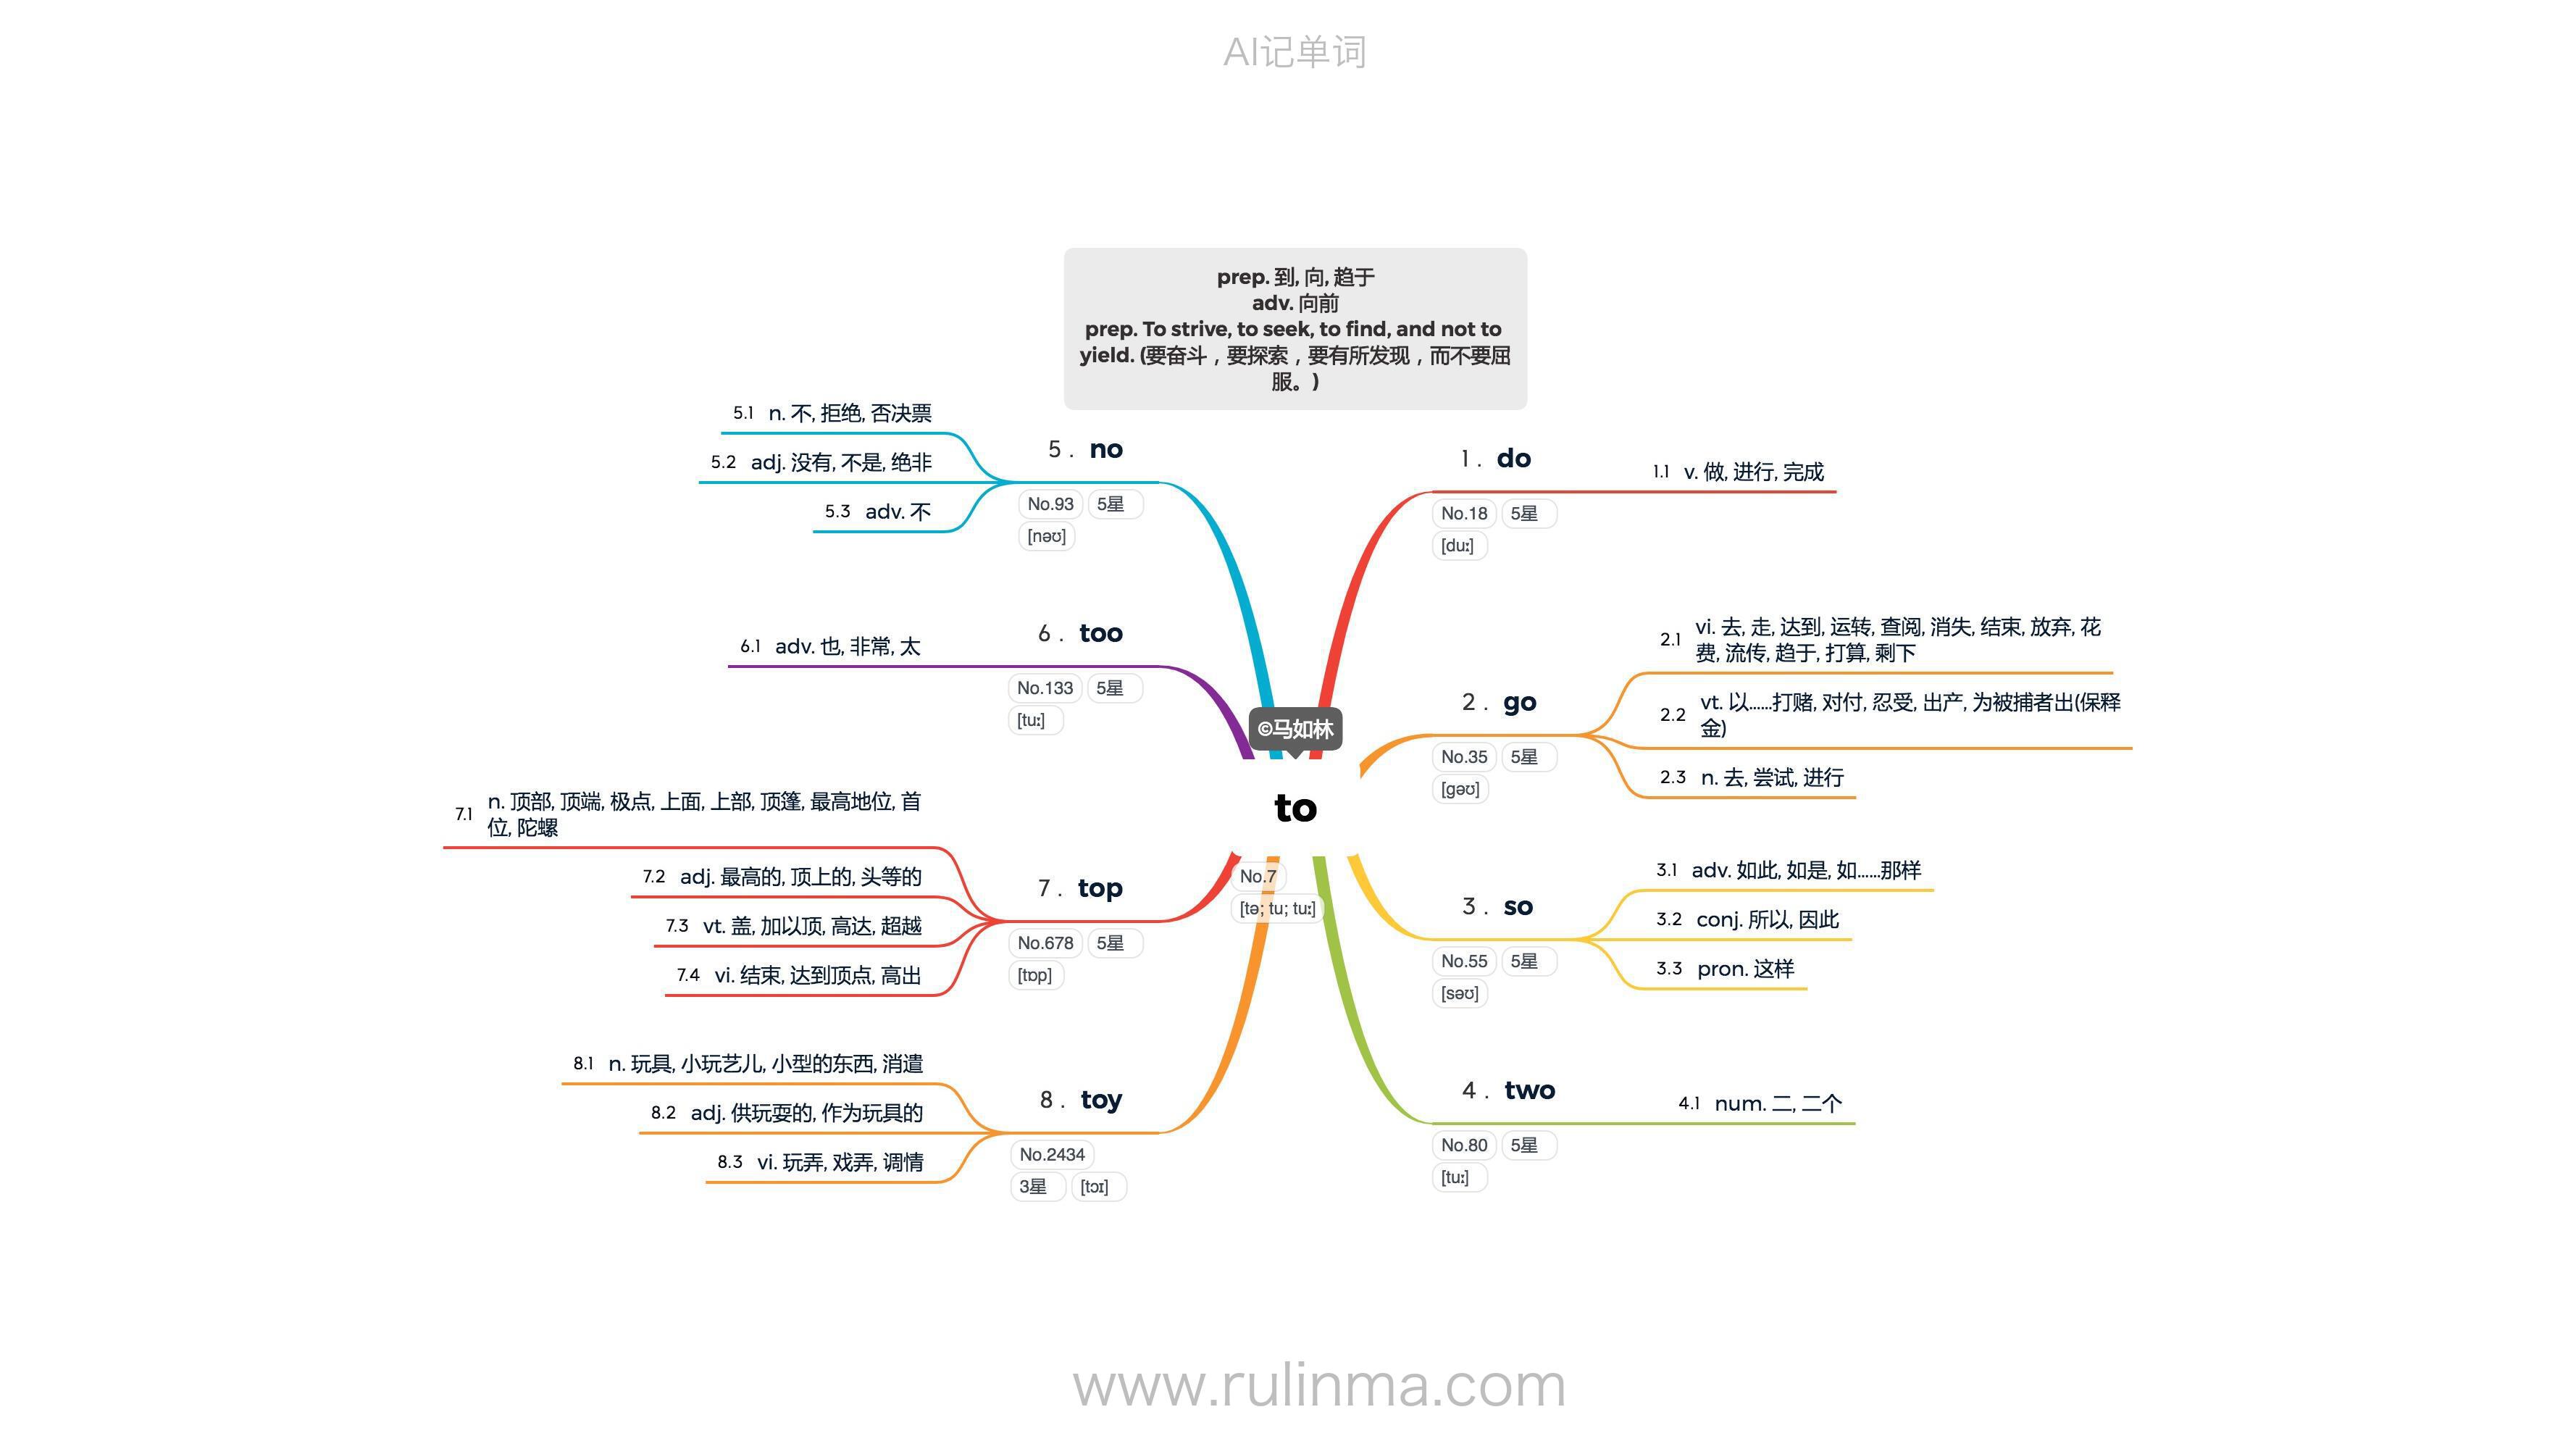 AI记单词
prep. 到, 向, 趋于
adv. 向前
prep. To strive, to seek, to find, and not to
yield. (要奋斗，要探索，要有所发现，而不要屈
服。)
©马如林
to
No.7
[tə; tu; tuː]
1. do
No.18 5星
[duː]
1.1 v. 做, 进行, 完成
2. go
No.35 5星
[gəʊ]
2.1 vi. 去, 走, 达到, 运转, 查阅, 消失, 结束, 放弃, 花
费, 流传, 趋于, 打算, 剩下
2.2 vt. 以……打赌, 对付, 忍受, 出产, 为被捕者出(保释
金)
2.3 n. 去, 尝试, 进行
3. so
No.55 5星
[səʊ]
3.1 adv. 如此, 如是, 如……那样
3.2 conj. 所以, 因此
3.3 pron. 这样
4. two
No.80 5星
[tuː]
4.1 num. 二, 二个
5. no
No.93 5星
[nəʊ]
5.1 n. 不, 拒绝, 否决票
5.2 adj. 没有, 不是, 绝非
5.3 adv. 不
6. too
No.133 5星
[tuː]
6.1 adv. 也, 非常, 太
7. top
No.678 5星
[tɒp]
7.1 n. 顶部, 顶端, 极点, 上面, 上部, 顶篷, 最高地位, 首
位, 陀螺
7.2 adj. 最高的, 顶上的, 头等的
7.3 vt. 盖, 加以顶, 高达, 超越
7.4 vi. 结束, 达到顶点, 高出
8. toy
No.2434
3星 [tɔɪ]
8.1 n. 玩具, 小玩艺儿, 小型的东西, 消遣
8.2 adj. 供玩耍的, 作为玩具的
8.3 vi. 玩弄, 戏弄, 调情
www.rulinma.com